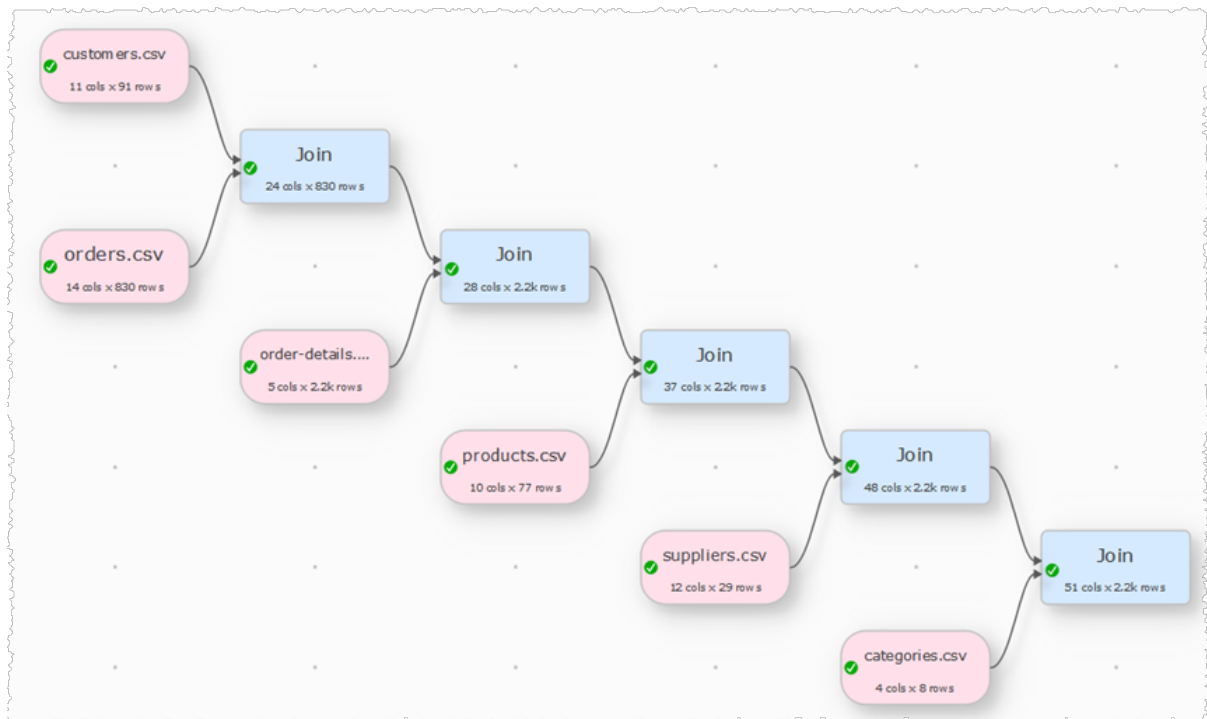 customers.csv
11 cols x 91 rows
Join
24 cols x 830 rows
orders.csv
14 cols x 830 rows
Join
28 cols x 2.2k rows
order-details....
5 cols x 2.2k rows
Join
37 cols x 2.2k rows
products.csv
10 cols x 77 rows
Join
48 cols x 2.2k rows
suppliers.csv
12 cols x 29 rows
Join
51 cols x 2.2k rows
categories.csv
4 cols x 8 rows